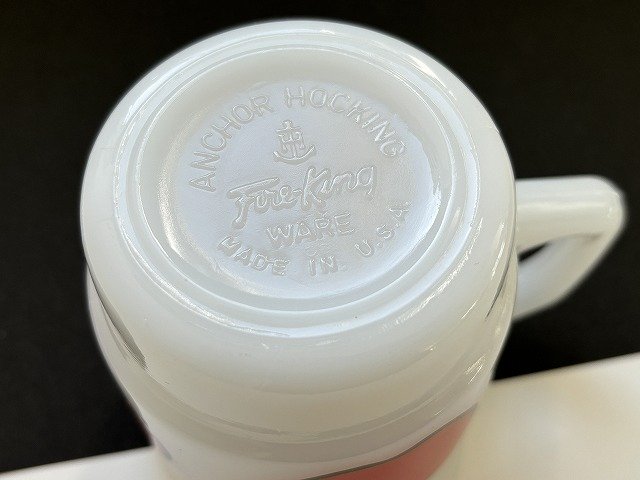 ANCHOR HOCKING
Fire-King
WARE
MADE IN U.S.A.